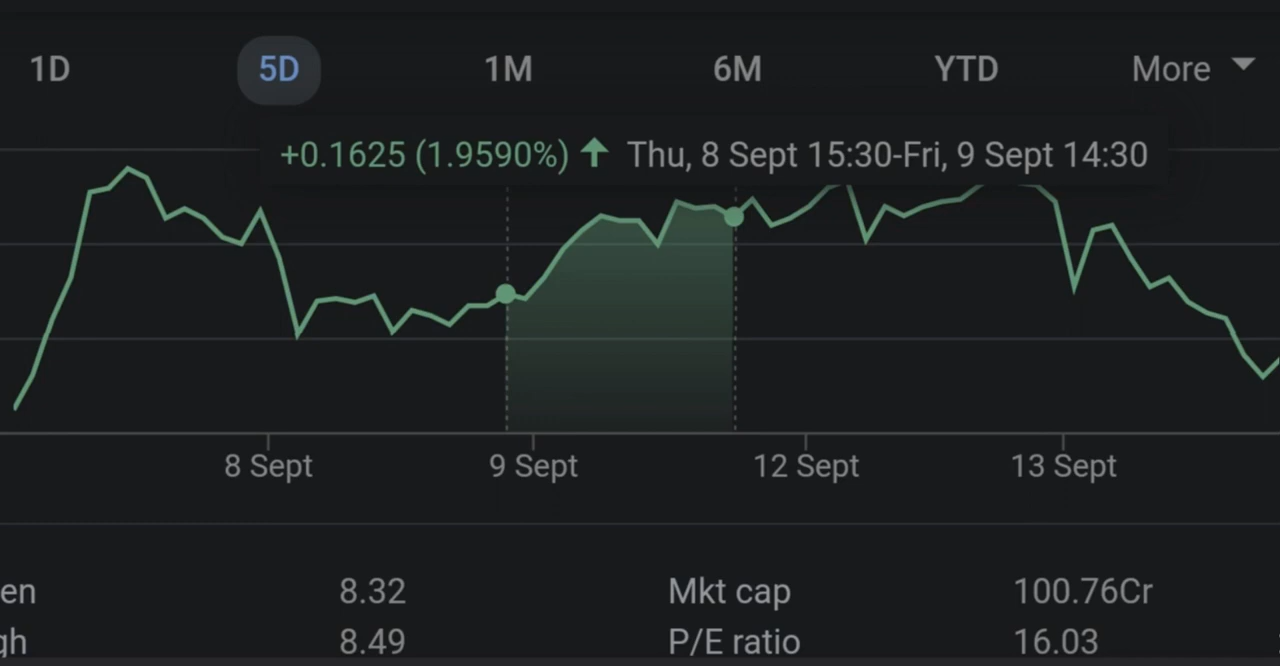 1D 5D 1M 6M YTD More
+0.1625 (1.9590%) ↑ Thu, 8 Sept 15:30-Fri, 9 Sept 14:30
8 Sept 9 Sept 12 Sept 13 Sept
en 8.32 Mkt cap 100.76Cr
gh 8.49 P/E ratio 16.03